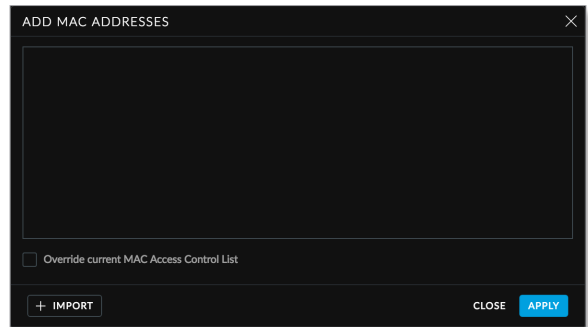 ADD MAC ADDRESSES
Override current MAC Access Control List
+ IMPORT
CLOSE
APPLY